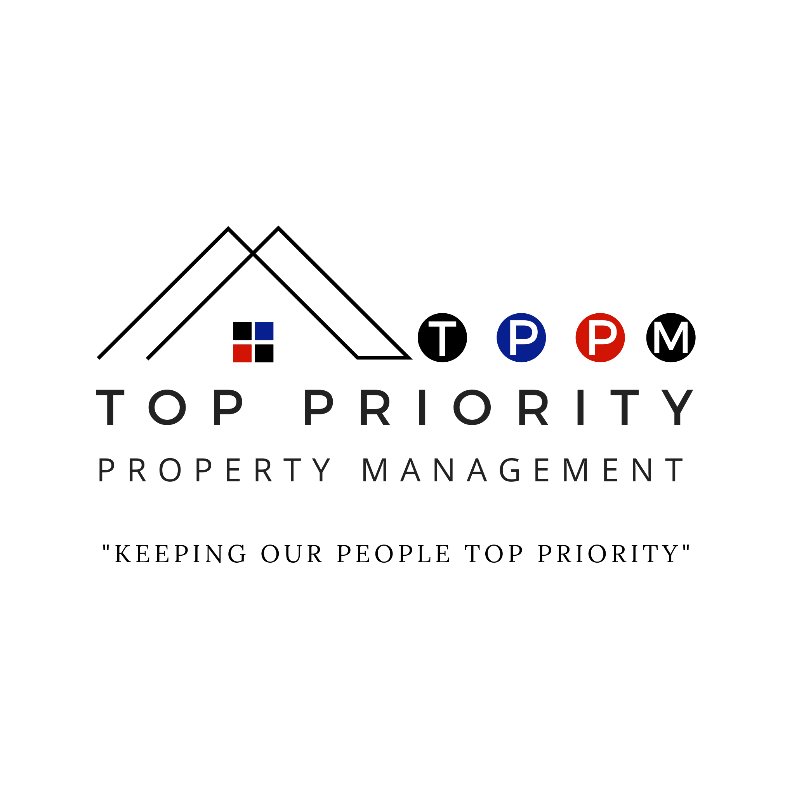 T P P M
TOP PRIORITY
PROPERTY MANAGEMENT
"KEEPING OUR PEOPLE TOP PRIORITY"